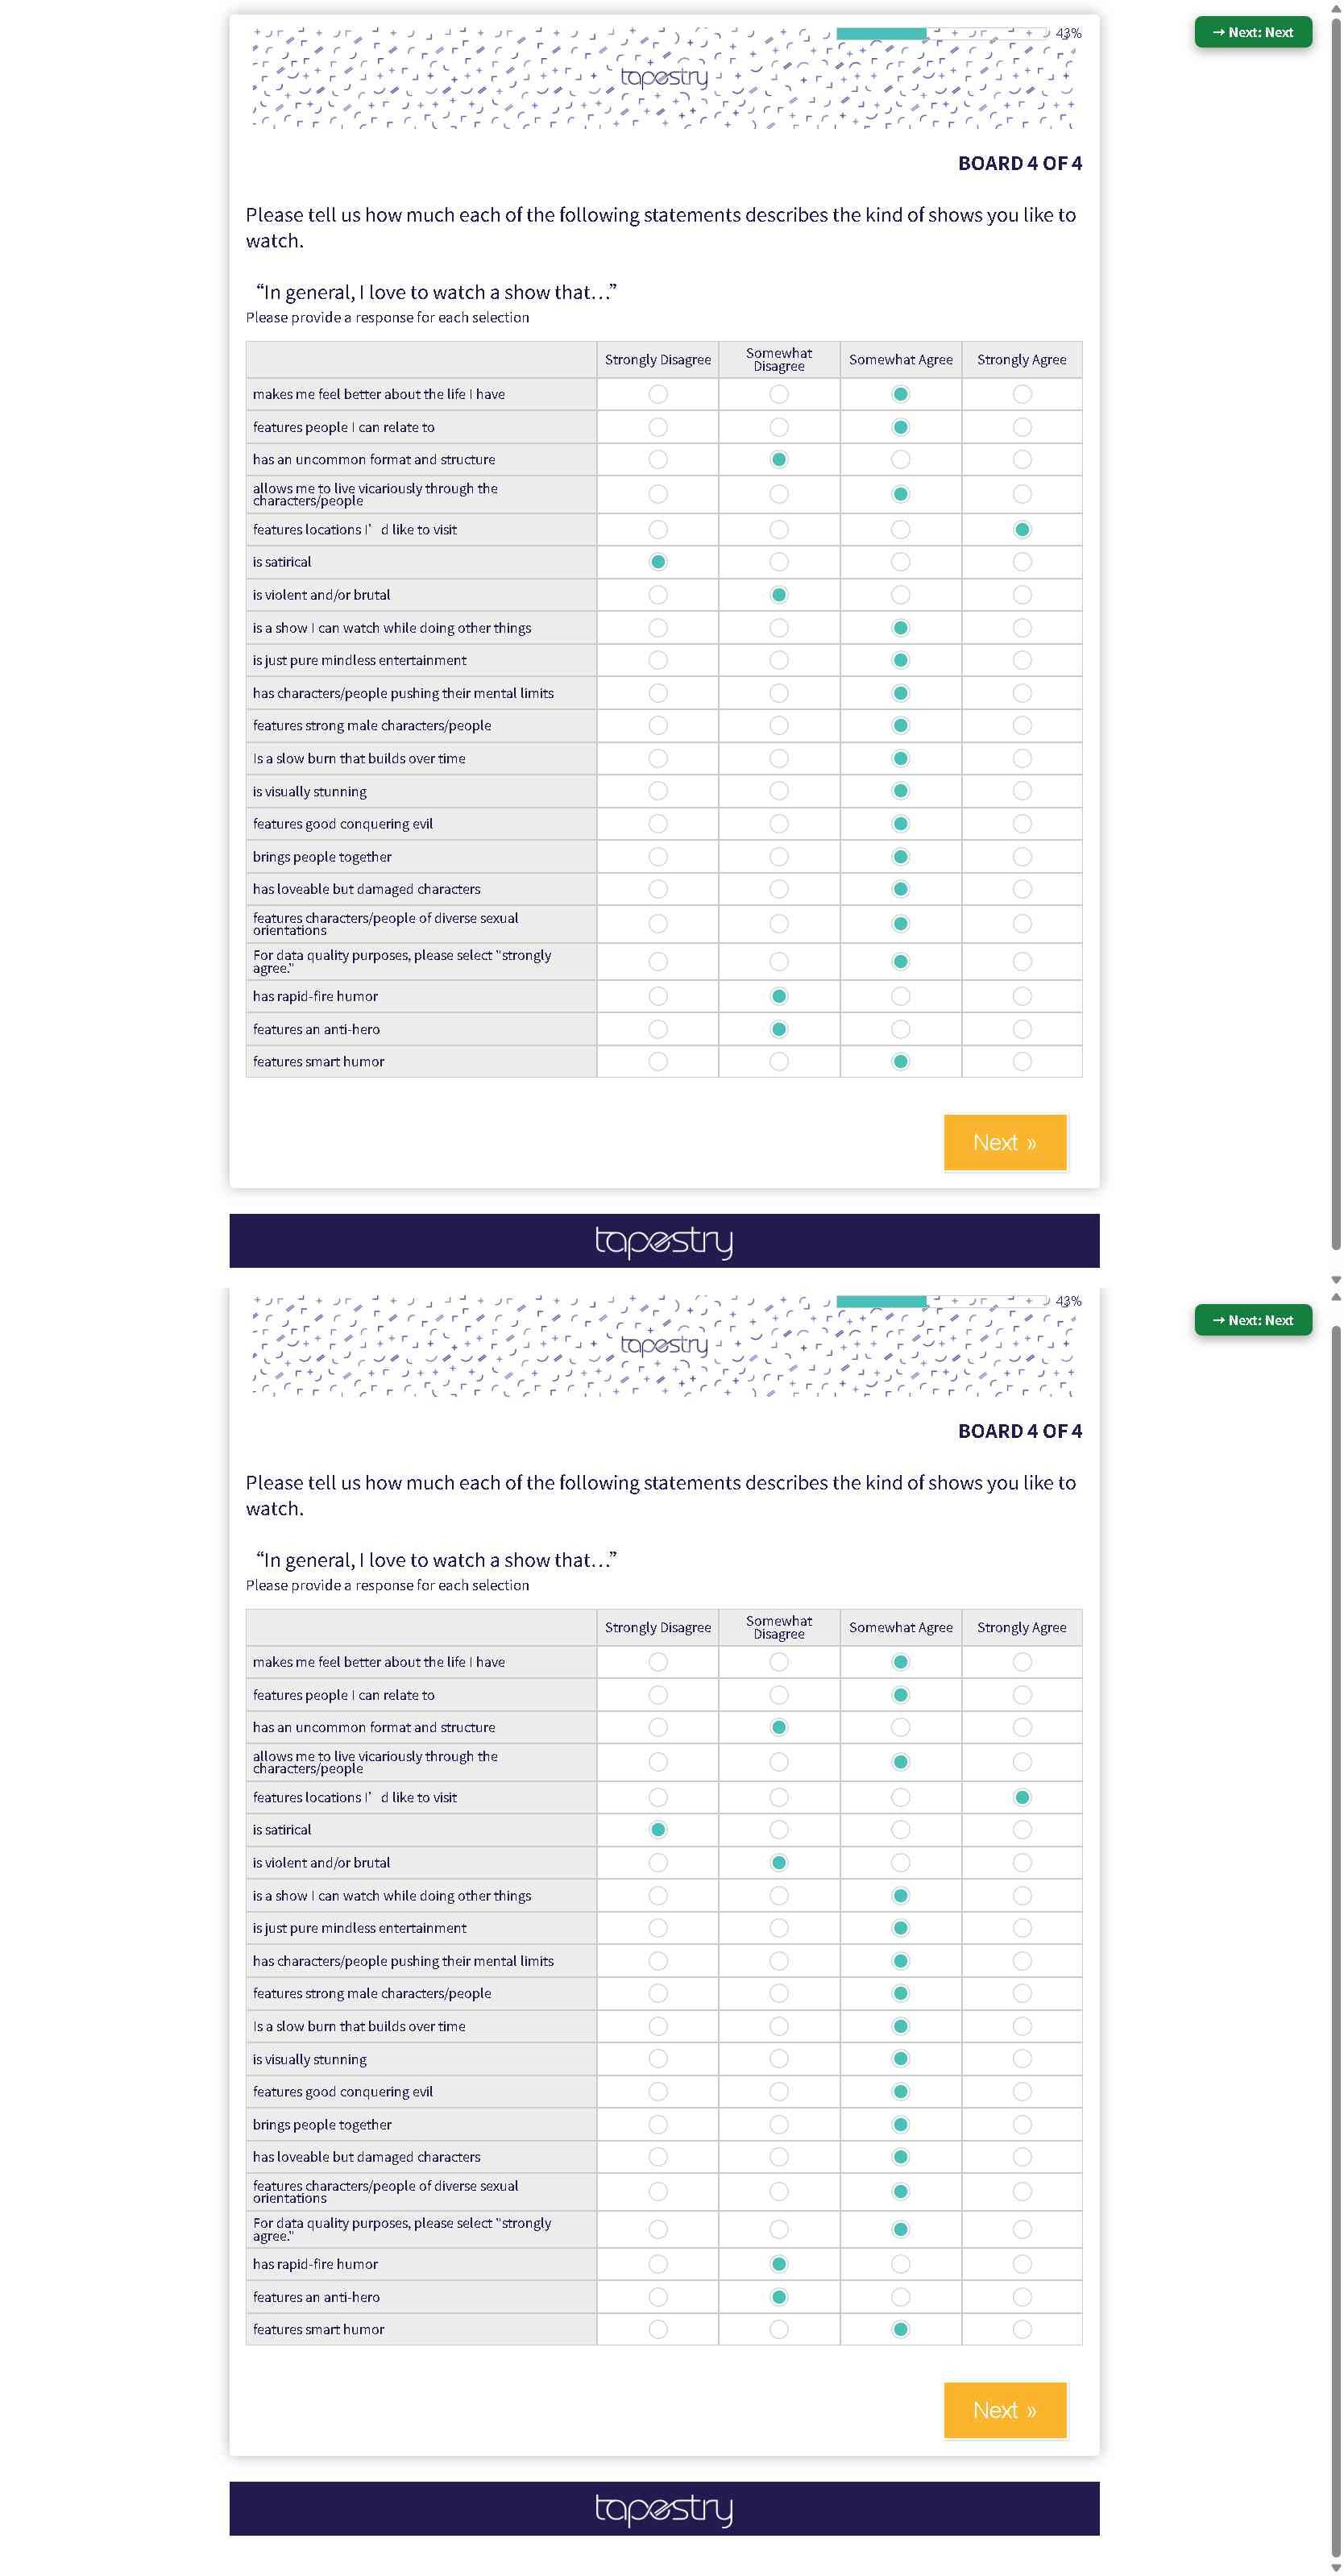 43%
→ Next: Next
tapestry
BOARD 4 OF 4
Please tell us how much each of the following statements describes the kind of shows you like to
watch.
“In general, I love to watch a show that…”
Please provide a response for each selection
Strongly Disagree Somewhat Disagree Somewhat Agree Strongly Agree
makes me feel better about the life I have
features people I can relate to
has an uncommon format and structure
allows me to live vicariously through the
characters/people
features locations I’d like to visit
is satirical
is violent and/or brutal
is a show I can watch while doing other things
is just pure mindless entertainment
has characters/people pushing their mental limits
features strong male characters/people
Is a slow burn that builds over time
is visually stunning
features good conquering evil
brings people together
has loveable but damaged characters
features characters/people of diverse sexual
orientations
For data quality purposes, please select "strongly
agree."
has rapid-fire humor
features an anti-hero
features smart humor
Next »
tapestry
43%
→ Next: Next
tapestry
BOARD 4 OF 4
Please tell us how much each of the following statements describes the kind of shows you like to
watch.
“In general, I love to watch a show that…”
Please provide a response for each selection
Strongly Disagree Somewhat Disagree Somewhat Agree Strongly Agree
makes me feel better about the life I have
features people I can relate to
has an uncommon format and structure
allows me to live vicariously through the
characters/people
features locations I’d like to visit
is satirical
is violent and/or brutal
is a show I can watch while doing other things
is just pure mindless entertainment
has characters/people pushing their mental limits
features strong male characters/people
Is a slow burn that builds over time
is visually stunning
features good conquering evil
brings people together
has loveable but damaged characters
features characters/people of diverse sexual
orientations
For data quality purposes, please select "strongly
agree."
has rapid-fire humor
features an anti-hero
features smart humor
Next »
tapestry